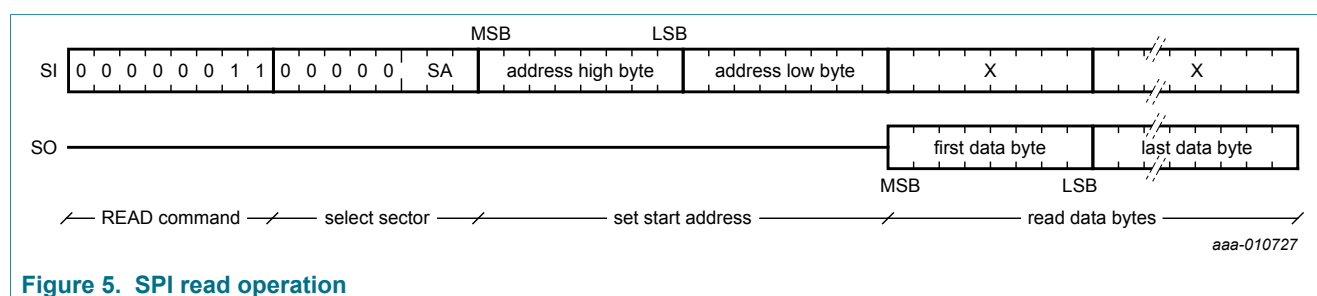 MSB LSB
SI 0 0 0 0 0 0 1 1 0 0 0 0 0 SA address high byte address low byte X X
SO first data byte last data byte
MSB LSB
READ command select sector set start address read data bytes
aaa-010727
Figure 5. SPI read operation